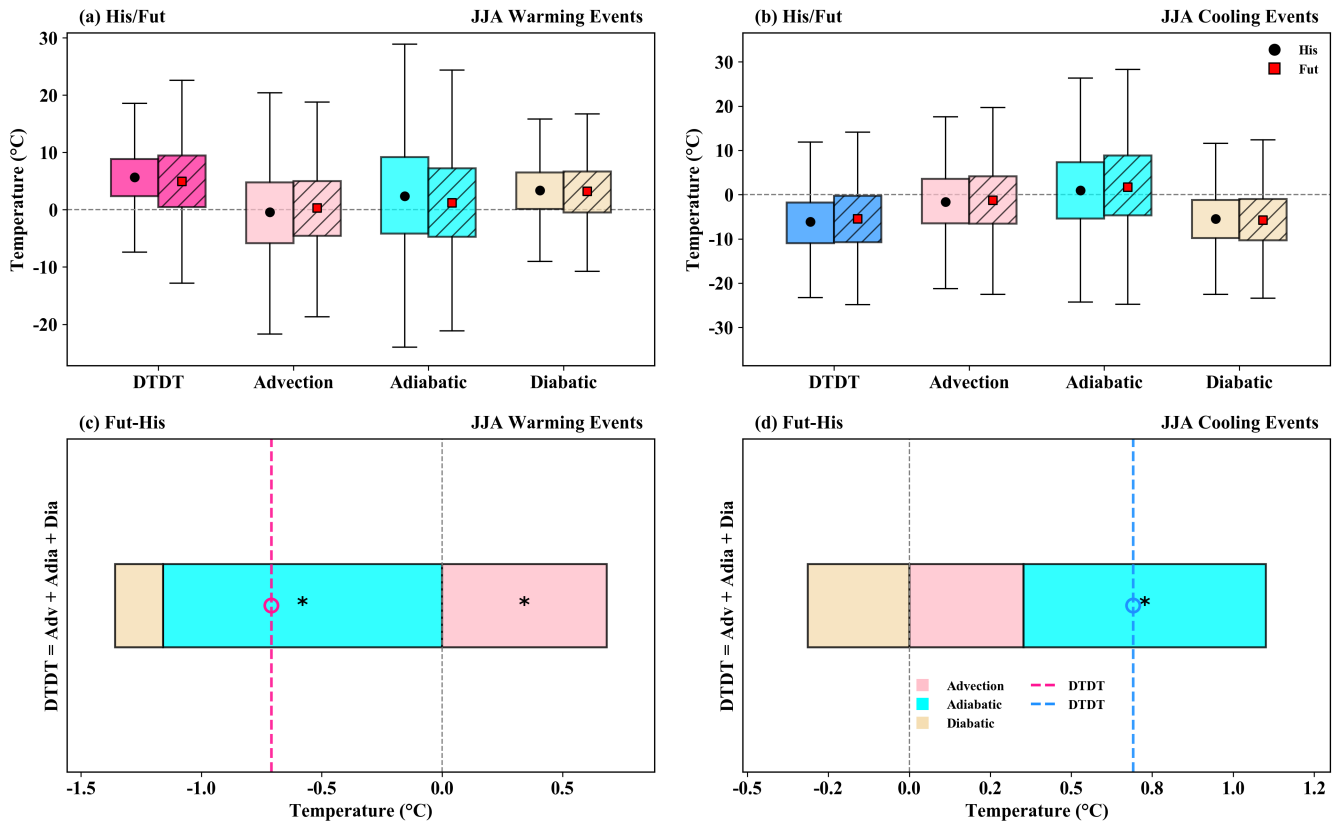 (a) His/Fut JJA Warming Events
30
20
10
0
-10
-20
Temperature (°C)
DTDT Advection Adiabatic Diabatic
(b) His/Fut JJA Cooling Events
His
Fut
30
20
10
0
-10
-20
-30
Temperature (°C)
DTDT Advection Adiabatic Diabatic
(c) Fut-His JJA Warming Events
DTDT = Adv + Adia + Dia
* *
-1.5 -1.0 -0.5 0.0 0.5
Temperature (°C)
(d) Fut-His JJA Cooling Events
DTDT = Adv + Adia + Dia
*
Advection DTDT
Adiabatic DTDT
Diabatic
-0.5 -0.2 0.0 0.2 0.5 0.8 1.0 1.2
Temperature (°C)